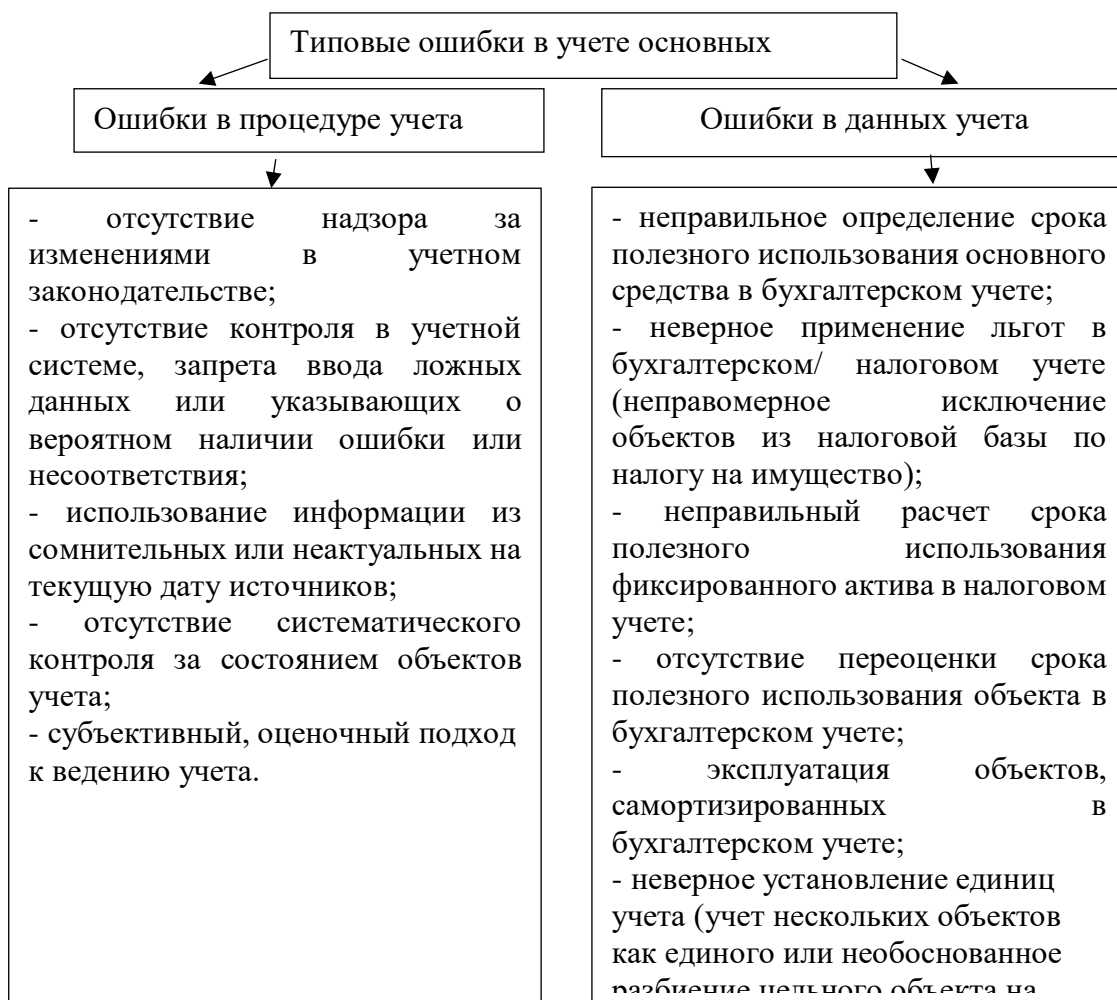 Типовые ошибки в учете основных
Ошибки в процедуре учета
Ошибки в данных учета
- отсутствие надзора за
изменениями в учетном
законодательстве;
- отсутствие контроля в учетной
системе, запрета ввода ложных
данных или указывающих о
вероятном наличии ошибки или
несоответствия;
- использование информации из
сомнительных или неактуальных на
текущую дату источников;
- отсутствие систематического
контроля за состоянием объектов
учета;
- субъективный, оценочный подход
к ведению учета.
- неправильное определение срока
полезного использования основного
средства в бухгалтерском учете;
- неверное применение льгот в
бухгалтерском/ налоговом учете
(неправомерное исключение
объектов из налоговой базы по
налогу на имущество);
- неправильный расчет срока
полезного использования
фиксированного актива в налоговом
учете;
- отсутствие переоценки срока
полезного использования объекта в
бухгалтерском учете;
- эксплуатация объектов,
самортизированных в
бухгалтерском учете;
- неверное установление единиц
учета (учет нескольких объектов
как единого или необоснованное
разбиение цельного объекта на